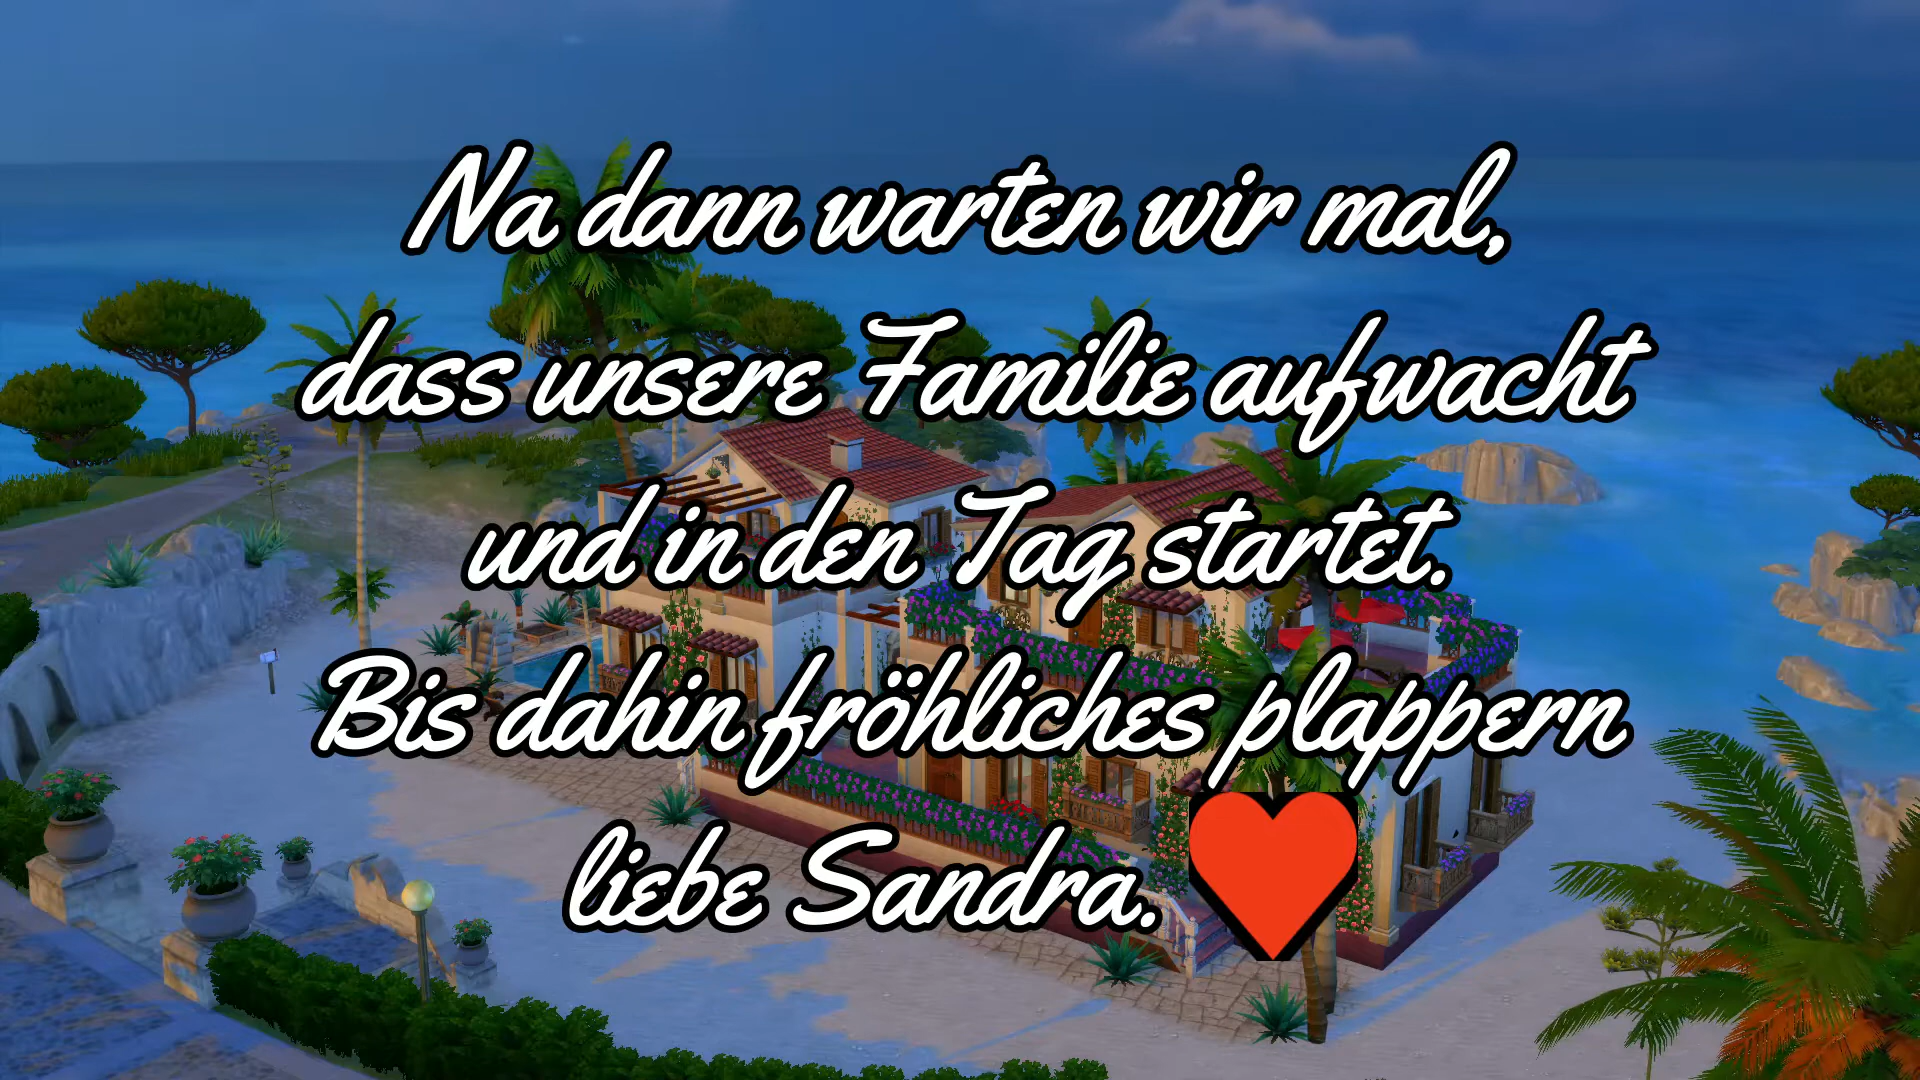 Na dann warten wir mal,
dass unsere Familie aufwacht
und in den Tag startet.
Bis dahin fröhliches plappern
liebe Sandra. ♥